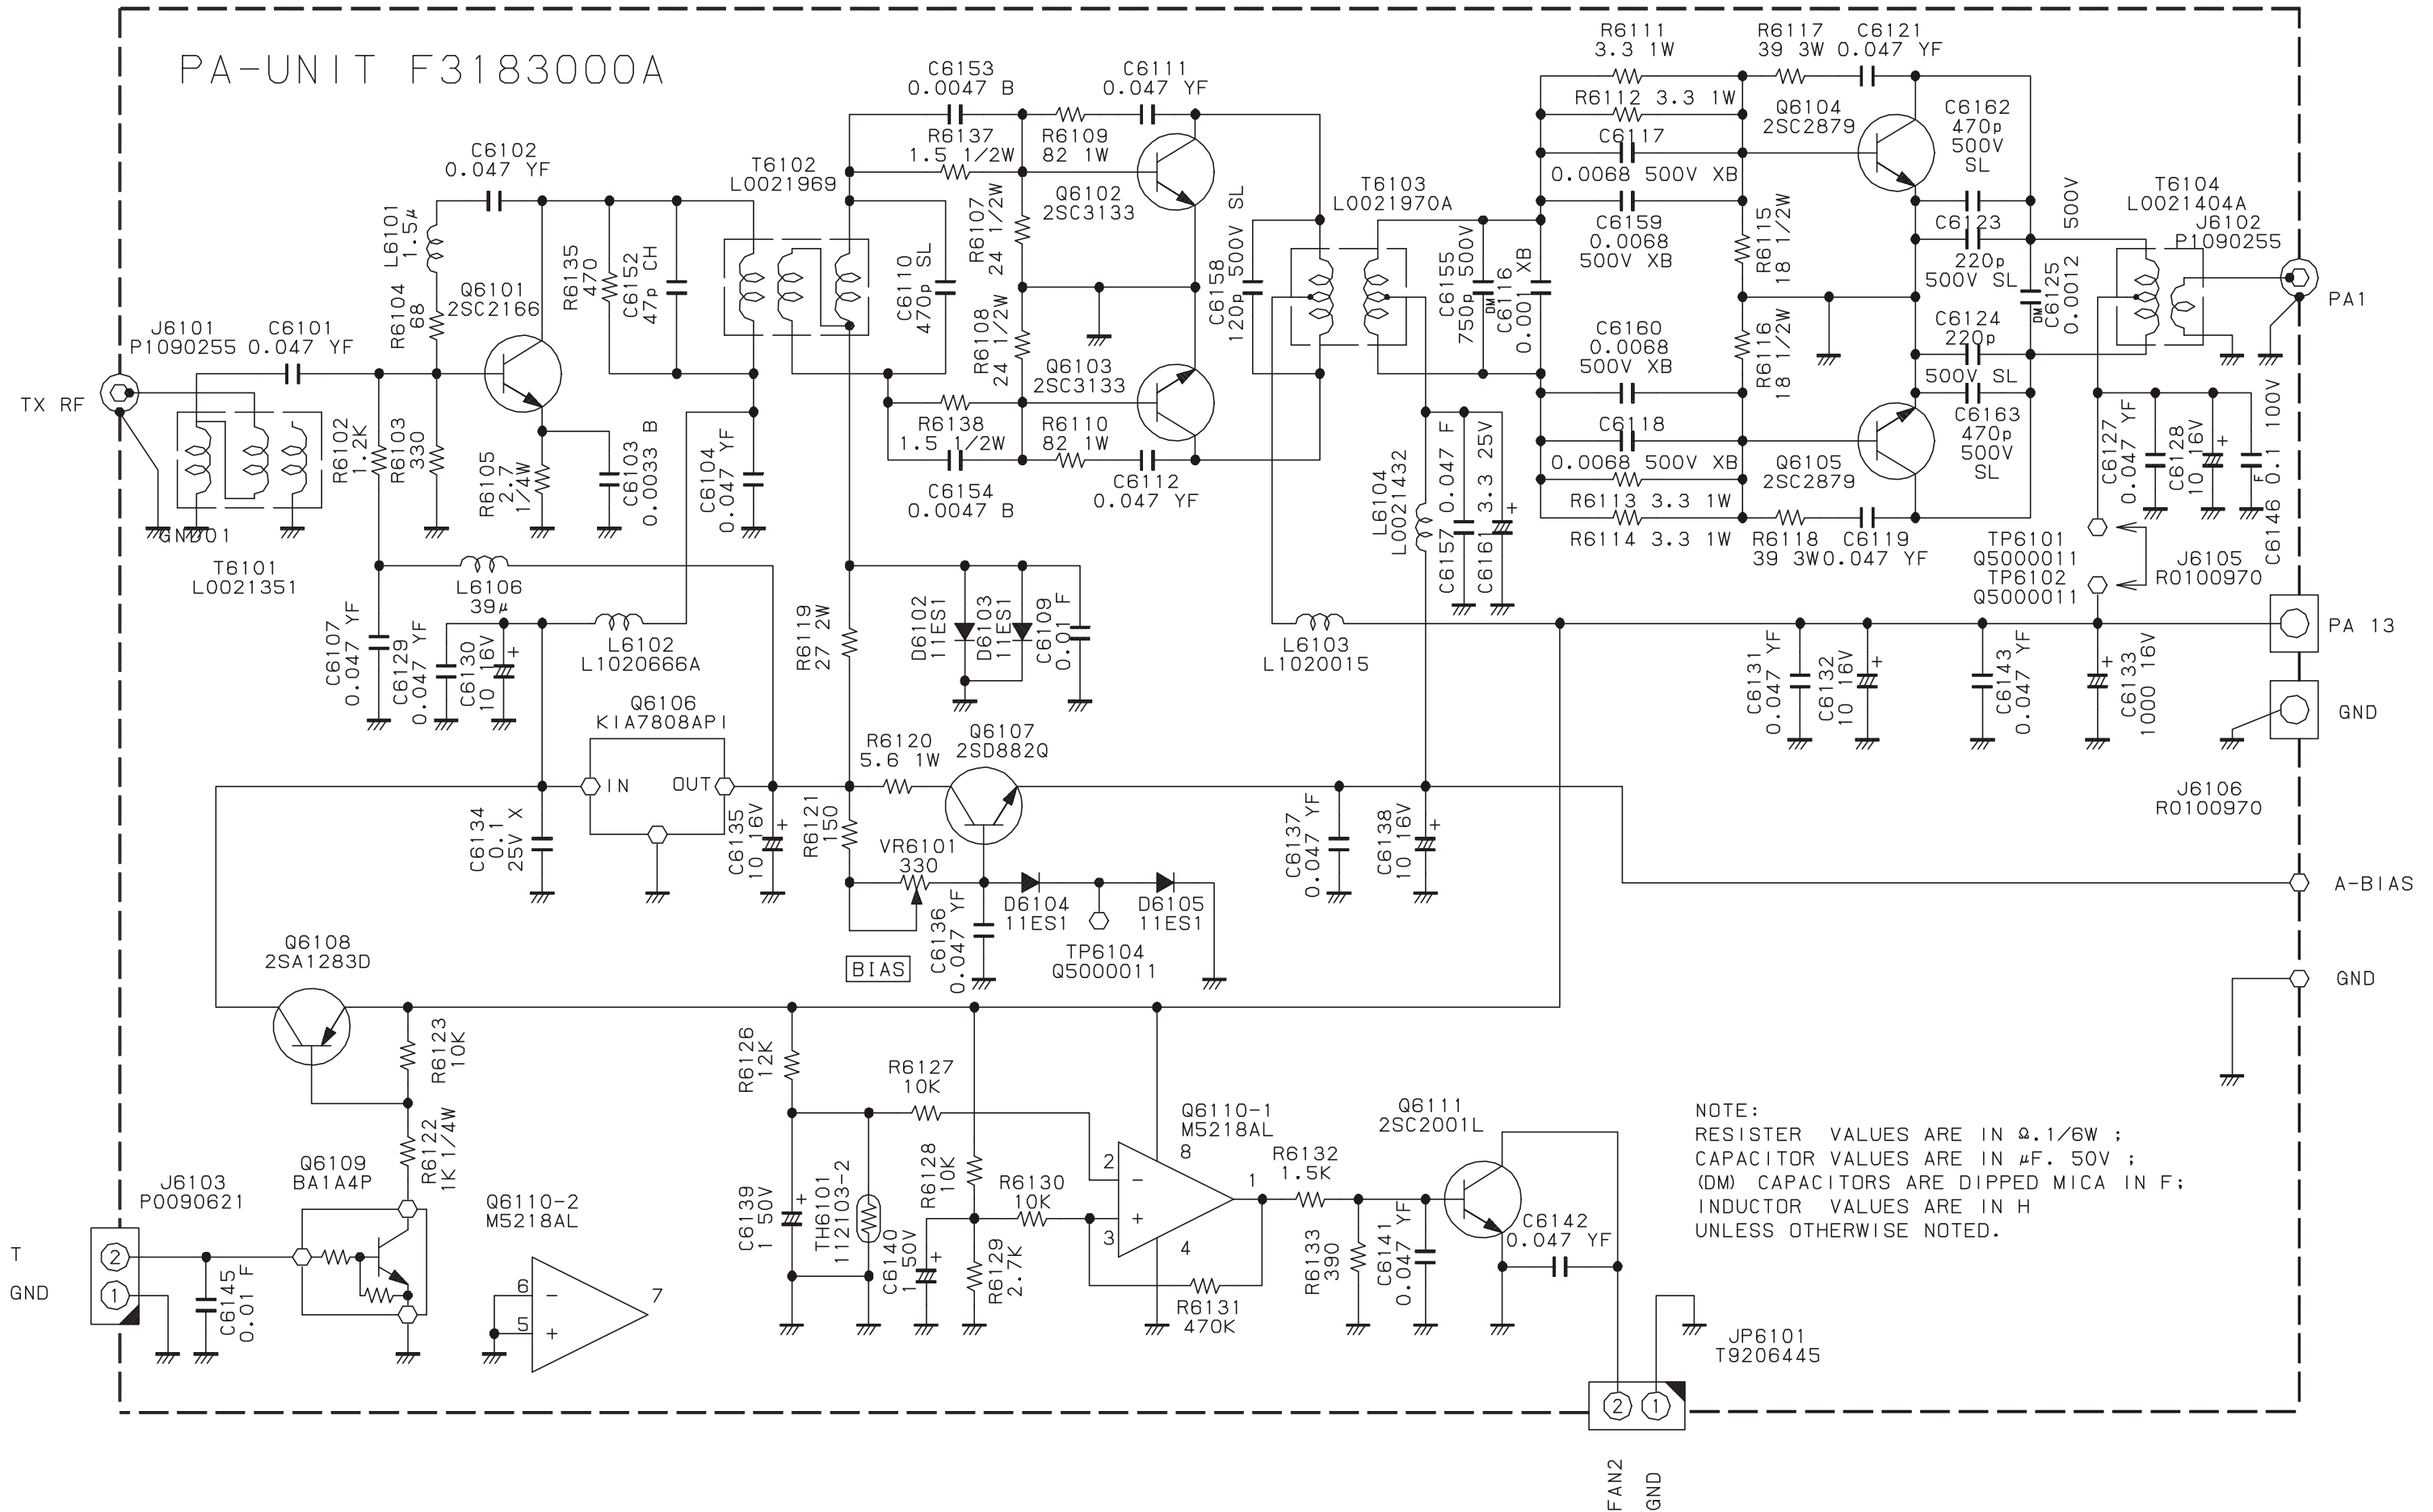 PA-UNIT F3183000A
R6111
3.3 1W
R6117
39 3W
C6121
0.047 YF
C6153
0.0047 B
C6111
0.047 YF
R6112 3.3 1W
Q6104
2SC2879
C6162
470p
500V
SL
R6137
1.5 1/2W
R6109
82 1W
C6117
0.0068 500V XB
C6102
0.047 YF
T6102
L0021969
Q6102
2SC3133
T6103
L0021970A
T6104
L0021404A
J6102
P1090255
L6101
1.5μ
R6104
68
Q6101
2SC2166
R6135
470
C6152
47p CH
C6110
470p SL
R6107
24 1/2W
R6108
24 1/2W
C6158
120p 500V SL
C6155
750p 500V
DM
C6116
0.001 XB
C6159
0.0068
500V XB
R6115
18 1/2W
C6123
220p
500V SL
C6125
0.0012
500V
DM
PA1
J6101
P1090255
C6101
0.047 YF
TX RF
C6160
0.0068
500V XB
R6116
18 1/2W
C6124
220p
500V SL
Q6103
2SC3133
R6138
1.5 1/2W
R6110
82 1W
C6118
0.0068 500V XB
C6163
470p
500V
SL
R6102
1.2K
R6103
330
R6105
2.7
1/4W
C6103
0.0033 B
C6104
0.047 YF
C6154
0.0047 B
C6112
0.047 YF
L6104
L0021432
C6157 0.047 F
C6161 3.3 25V
+
Q6105
2SC2879
R6113 3.3 1W
R6114 3.3 1W
R6118
39 3W
C6119
0.047 YF
C6127
0.047 YF
C6128
10 16V
+
C6146 0.1 100V
F
GND01
T6101
L0021351
TP6101
Q5000011
TP6102
Q5000011
J6105
R0100970
L6106
39μ
C6107
0.047 YF
C6129
0.047 YF
C6130
10 16V
+
L6102
L1020666A
R6119
27 2W
D6102
11ES1
D6103
11ES1
C6109
0.01 F
L6103
L1020015
PA 13
C6131
0.047 YF
C6132
10 16V
+
C6143
0.047 YF
C6133
1000 16V
+
GND
Q6106
KIA7808API
IN
OUT
R6120
5.6 1W
Q6107
2SD882Q
J6106
R0100970
C6134
0.1
25V X
C6135
10 16V
+
R6121
150
VR6101
330
BIAS
C6136
0.047 YF
D6104
11ES1
D6105
11ES1
TP6104
Q5000011
C6137
0.047 YF
C6138
10 16V
+
A-BIAS
Q6108
2SA1283D
GND
R6123
10K
R6122
1K 1/4W
R6126
12K
R6127
10K
Q6110-1
M5218AL
8
2
-
+
3
4
1
R6132
1.5K
Q6111
2SC2001L
NOTE:
RESISTER VALUES ARE IN Ω.1/6W ;
CAPACITOR VALUES ARE IN μF. 50V ;
(DM) CAPACITORS ARE DIPPED MICA IN F;
INDUCTOR VALUES ARE IN H
UNLESS OTHERWISE NOTED.
J6103
P0090621
Q6109
BA1A4P
Q6110-2
M5218AL
C6139
1 50V
+
TH6101
112103-2
C6140
1 50V
+
R6128
10K
R6130
10K
R6129
2.7K
R6131
470K
R6133
390
C6141
0.047 YF
C6142
0.047 YF
T
2
GND
1
C6145
0.01 F
6
-
5
+
7
JP6101
T9206445
2
1
FAN2
GND